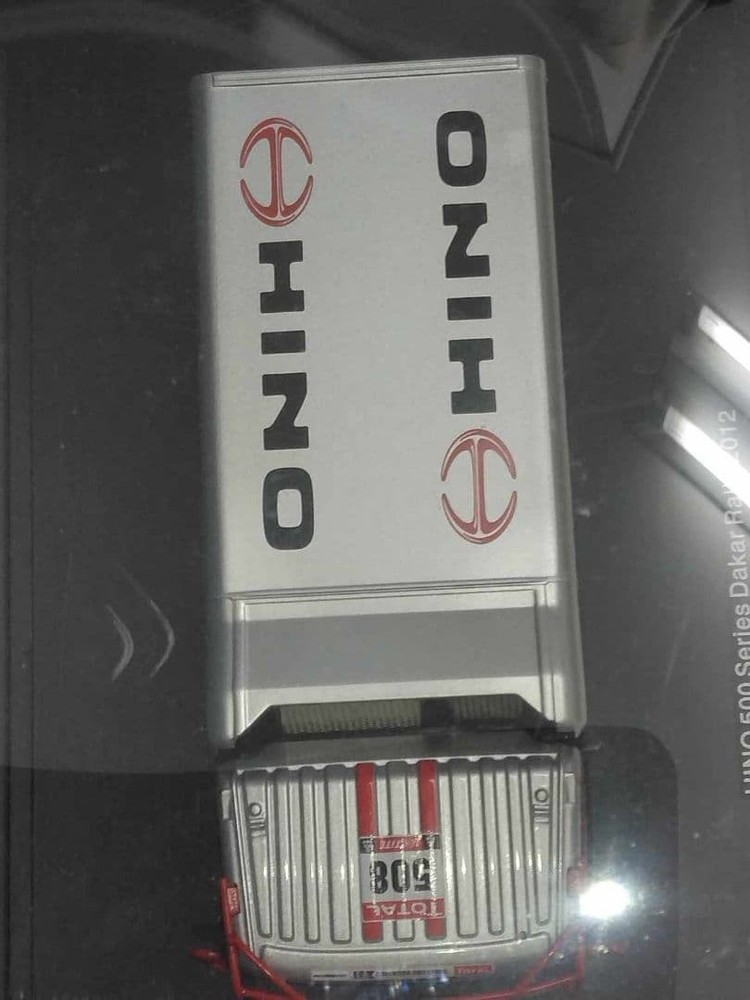 HINO
HINO
508
TOTAL
HINO 500 Series Dakar Rally 2012